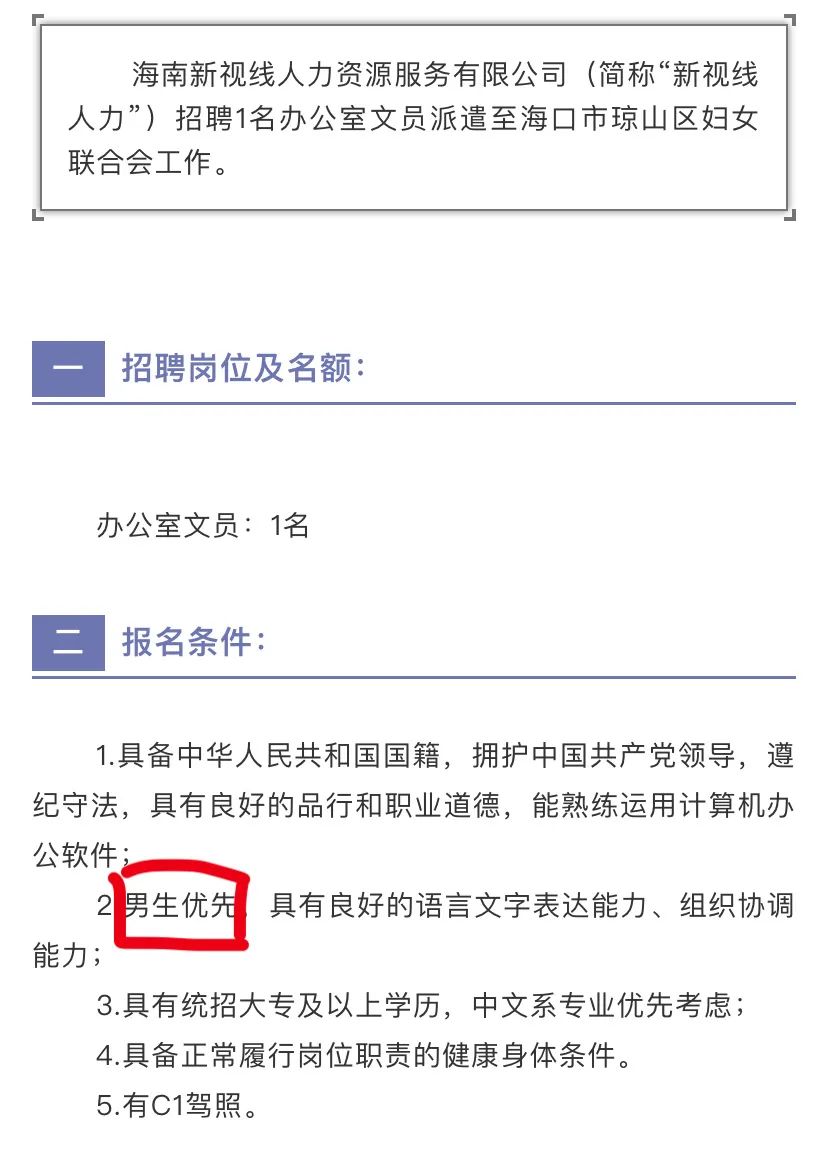 海南新视线人力资源服务有限公司（简称“新视线
人力”）招聘1名办公室文员派遣至海口市琼山区妇女
联合会工作。
一 招聘岗位及名额：
办公室文员：1名
二 报名条件：
1.具备中华人民共和国国籍，拥护中国共产党领导，遵
纪守法，具有良好的品行和职业道德，能熟练运用计算机办
公软件；
2.男生优先，具有良好的语言文字表达能力、组织协调
能力；
3.具有统招大专及以上学历，中文系专业优先考虑；
4.具备正常履行岗位职责的健康身体条件。
5.有C1驾照。